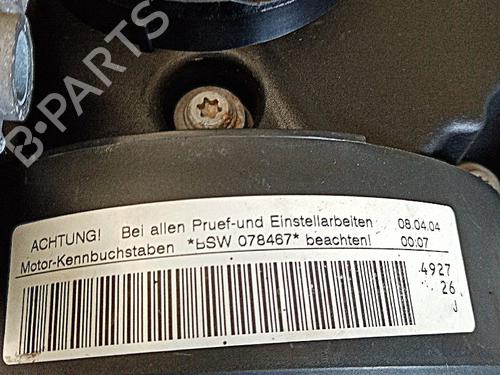 B-PARTS
ACHTUNG! Bei allen Pruef-und Einstellarbeiten 08.04.04
Motor-Kennbuchstaben *BSW 078467* beachten! 00:07
4927
26
J